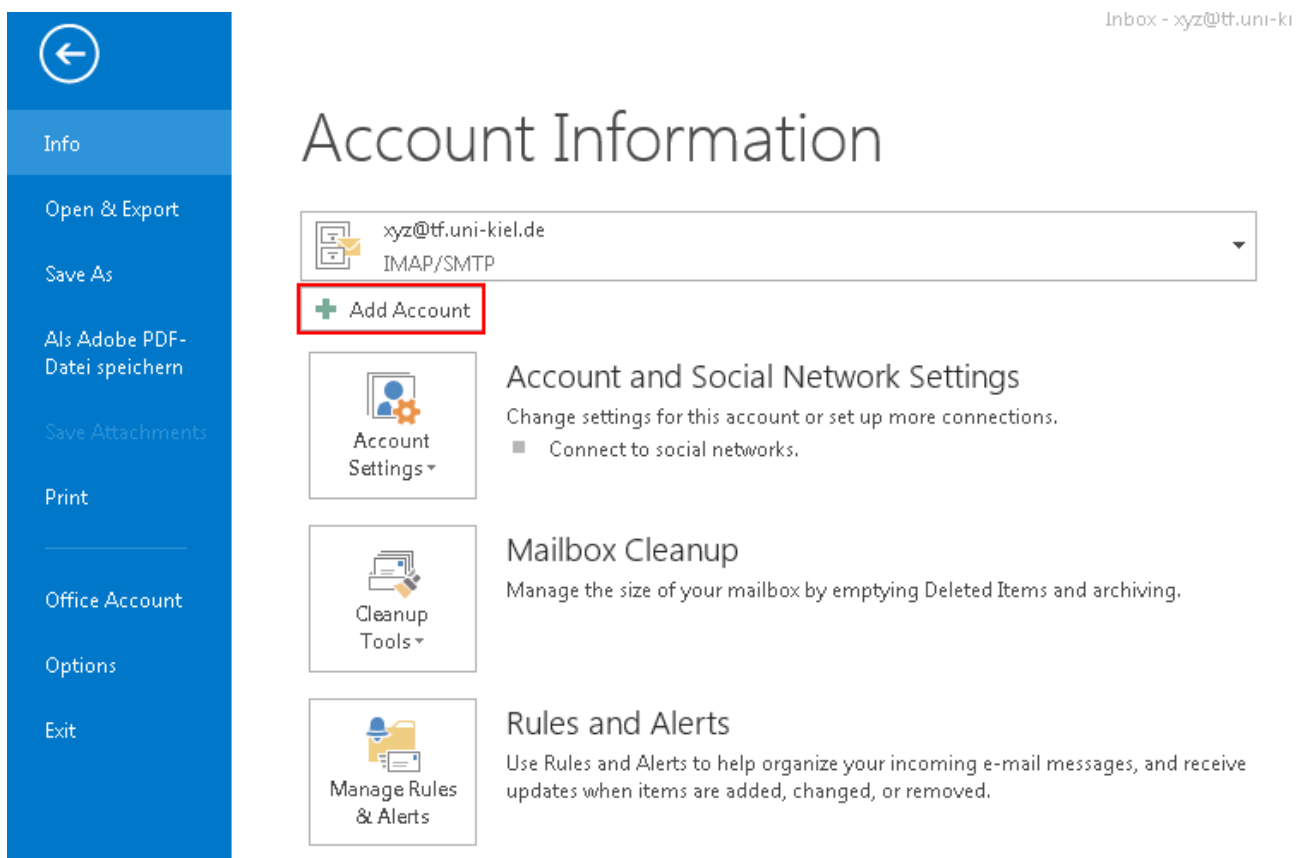 Inbox - xyz@tf.uni-ki
Info
Open & Export
Save As
Als Adobe PDF-
Datei speichern
Save Attachments
Print
Office Account
Options
Exit
Account Information
xyz@tf.uni-kiel.de
IMAP/SMTP
Add Account
Account
Settings
Account and Social Network Settings
Change settings for this account or set up more connections.
Connect to social networks.
Cleanup
Tools
Mailbox Cleanup
Manage the size of your mailbox by emptying Deleted Items and archiving.
Manage Rules
& Alerts
Rules and Alerts
Use Rules and Alerts to help organize your incoming e-mail messages, and receive
updates when items are added, changed, or removed.